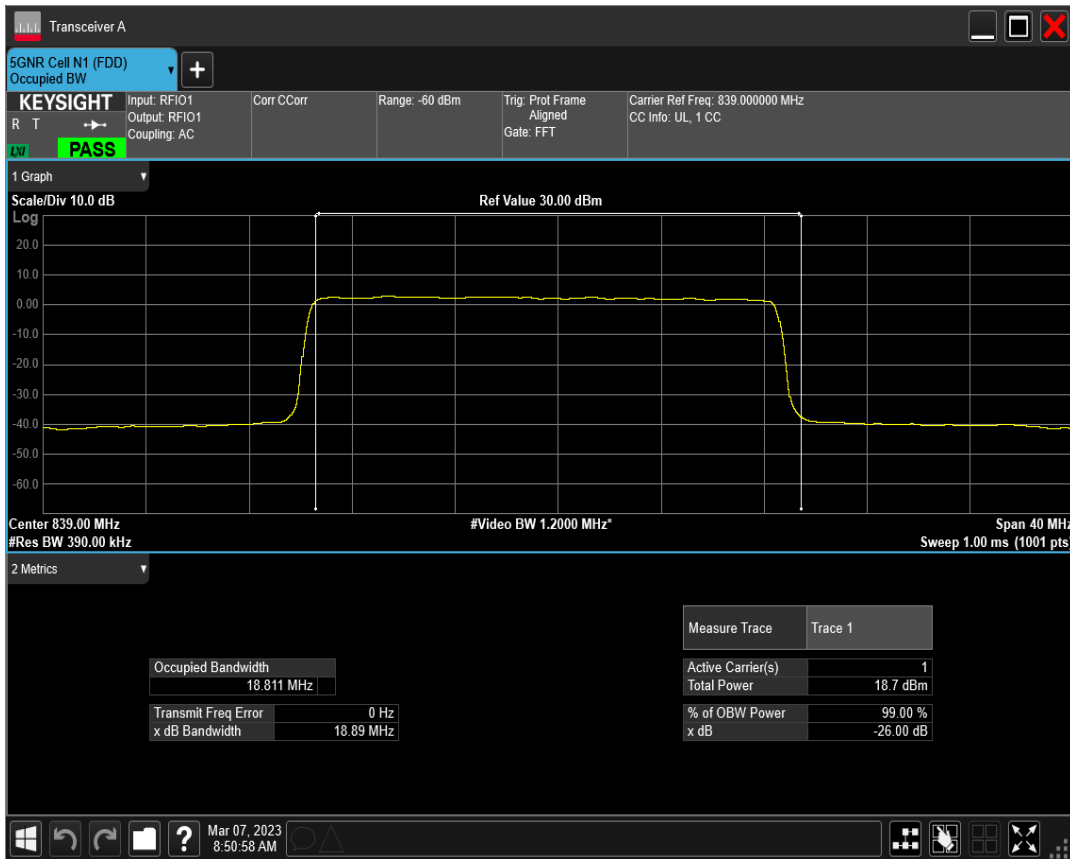 Transceiver A
5GNR Cell N1 (FDD)
Occupied BW
+
KEYSIGHT
R T
LXI
PASS
Input: RFIO1
Output: RFIO1
Coupling: AC
Corr CCorr
Range: -60 dBm
Trig: Prot Frame
Aligned
Gate: FFT
Carrier Ref Freq: 839.000000 MHz
CC Info: UL, 1 CC
1 Graph
Scale/Div 10.0 dB
Ref Value 30.00 dBm
Log
20.0
10.0
0.00
-10.0
-20.0
-30.0
-40.0
-50.0
-60.0
Center 839.00 MHz
#Video BW 1.2000 MHz*
Span 40 MHz
#Res BW 390.00 kHz
Sweep 1.00 ms (1001 pts)
2 Metrics
Measure Trace Trace 1
Occupied Bandwidth
18.811 MHz
Transmit Freq Error 0 Hz
x dB Bandwidth 18.89 MHz
Active Carrier(s) 1
Total Power 18.7 dBm
% of OBW Power 99.00 %
x dB -26.00 dB
?
Mar 07, 2023
8:50:58 AM